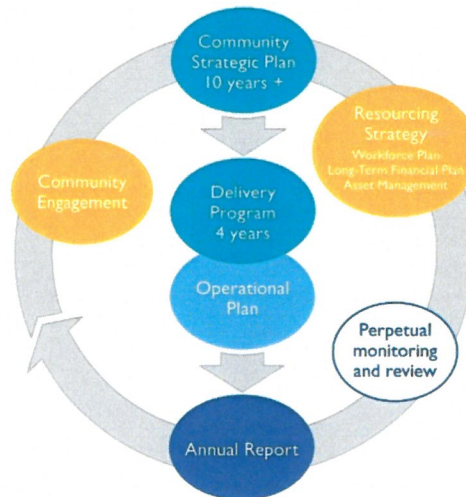 Community
Strategic Plan
10 years +
Resourcing
Strategy
Workforce Plan
Long-Term Financial Plan
Asset Management
Community
Engagement
Delivery
Program
4 years
Operational
Plan
Perpetual
monitoring
and review
Annual Report